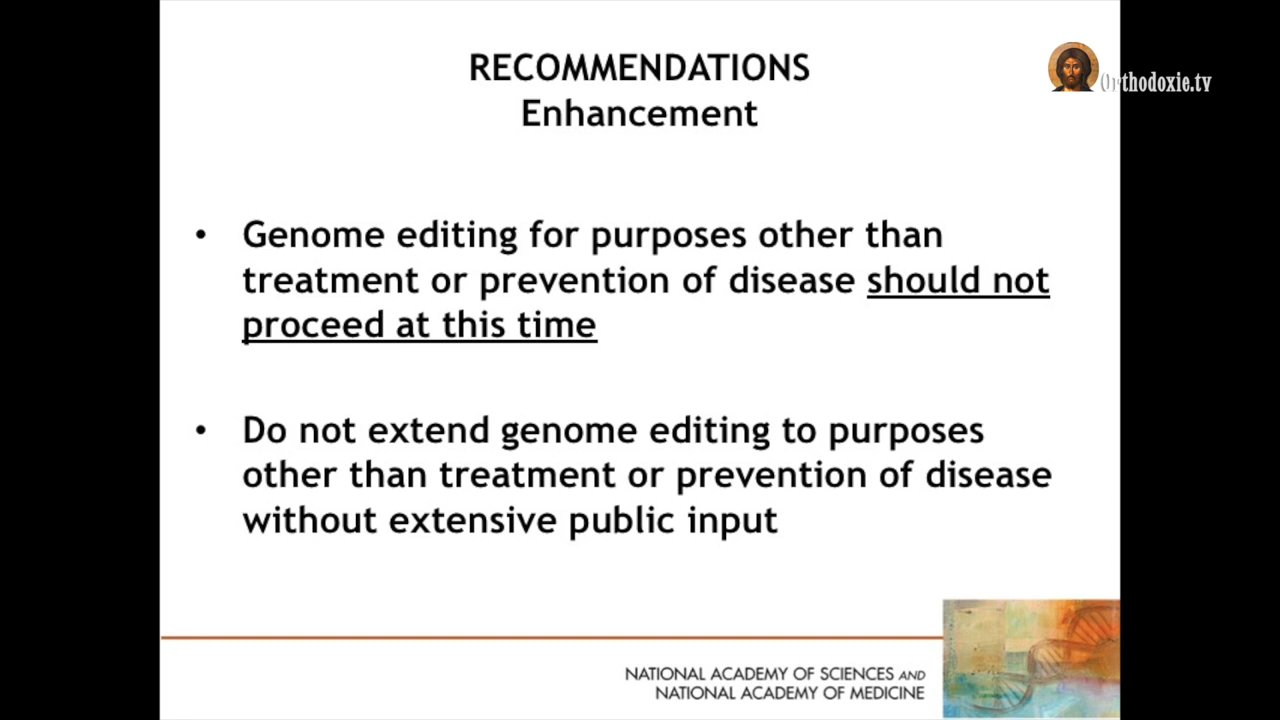 RECOMMENDATIONS
Enhancement
Orthodoxie.tv
• Genome editing for purposes other than
treatment or prevention of disease should not
proceed at this time
• Do not extend genome editing to purposes
other than treatment or prevention of disease
without extensive public input
NATIONAL ACADEMY OF SCIENCES AND
NATIONAL ACADEMY OF MEDICINE